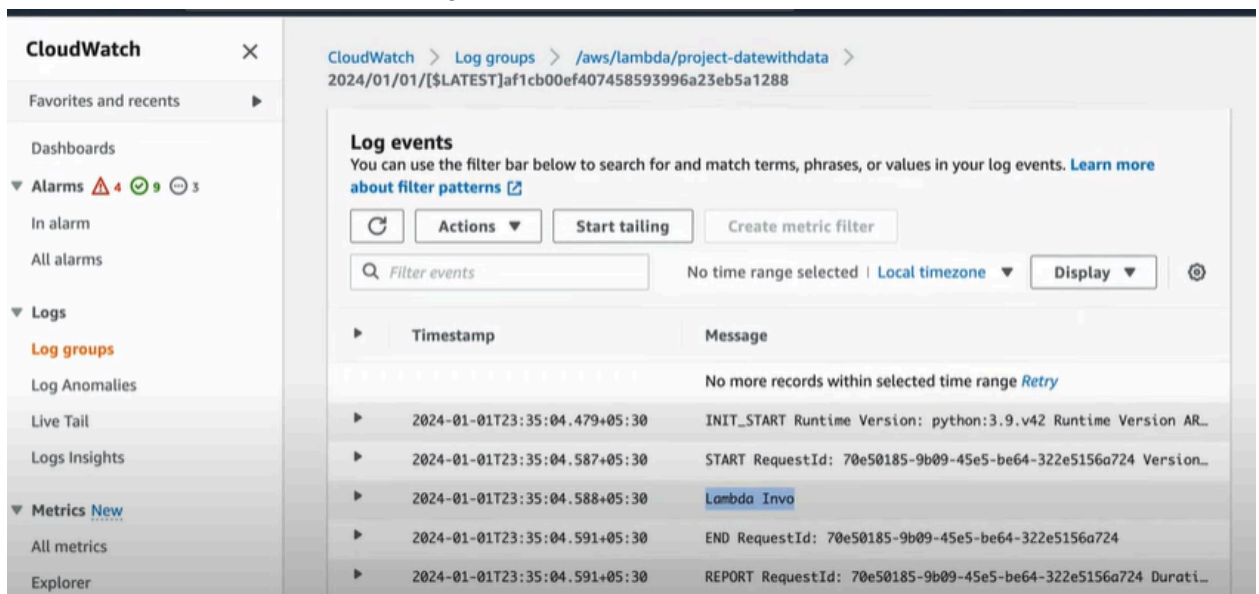 CloudWatch
Favorites and recents
Dashboards
Alarms 4 9 3
In alarm
All alarms
Logs
Log groups
Log Anomalies
Live Tail
Logs Insights
Metrics New
All metrics
Explorer
CloudWatch > Log groups > /aws/lambda/project-datewithdata >
2024/01/01/[$LATEST]af1cb00ef407458593996a23eb5a1288
Log events
You can use the filter bar below to search for and match terms, phrases, or values in your log events. Learn more
about filter patterns
Actions Start tailing Create metric filter
Filter events No time range selected | Local timezone Display
Timestamp Message
No more records within selected time range Retry
2024-01-01T23:35:04.479+05:30 INIT_START Runtime Version: python:3.9.v42 Runtime Version AR…
2024-01-01T23:35:04.587+05:30 START RequestId: 70e50185-9b09-45e5-be64-322e5156a724 Version…
2024-01-01T23:35:04.588+05:30 Lambda Invo
2024-01-01T23:35:04.591+05:30 END RequestId: 70e50185-9b09-45e5-be64-322e5156a724
2024-01-01T23:35:04.591+05:30 REPORT RequestId: 70e50185-9b09-45e5-be64-322e5156a724 Durati…